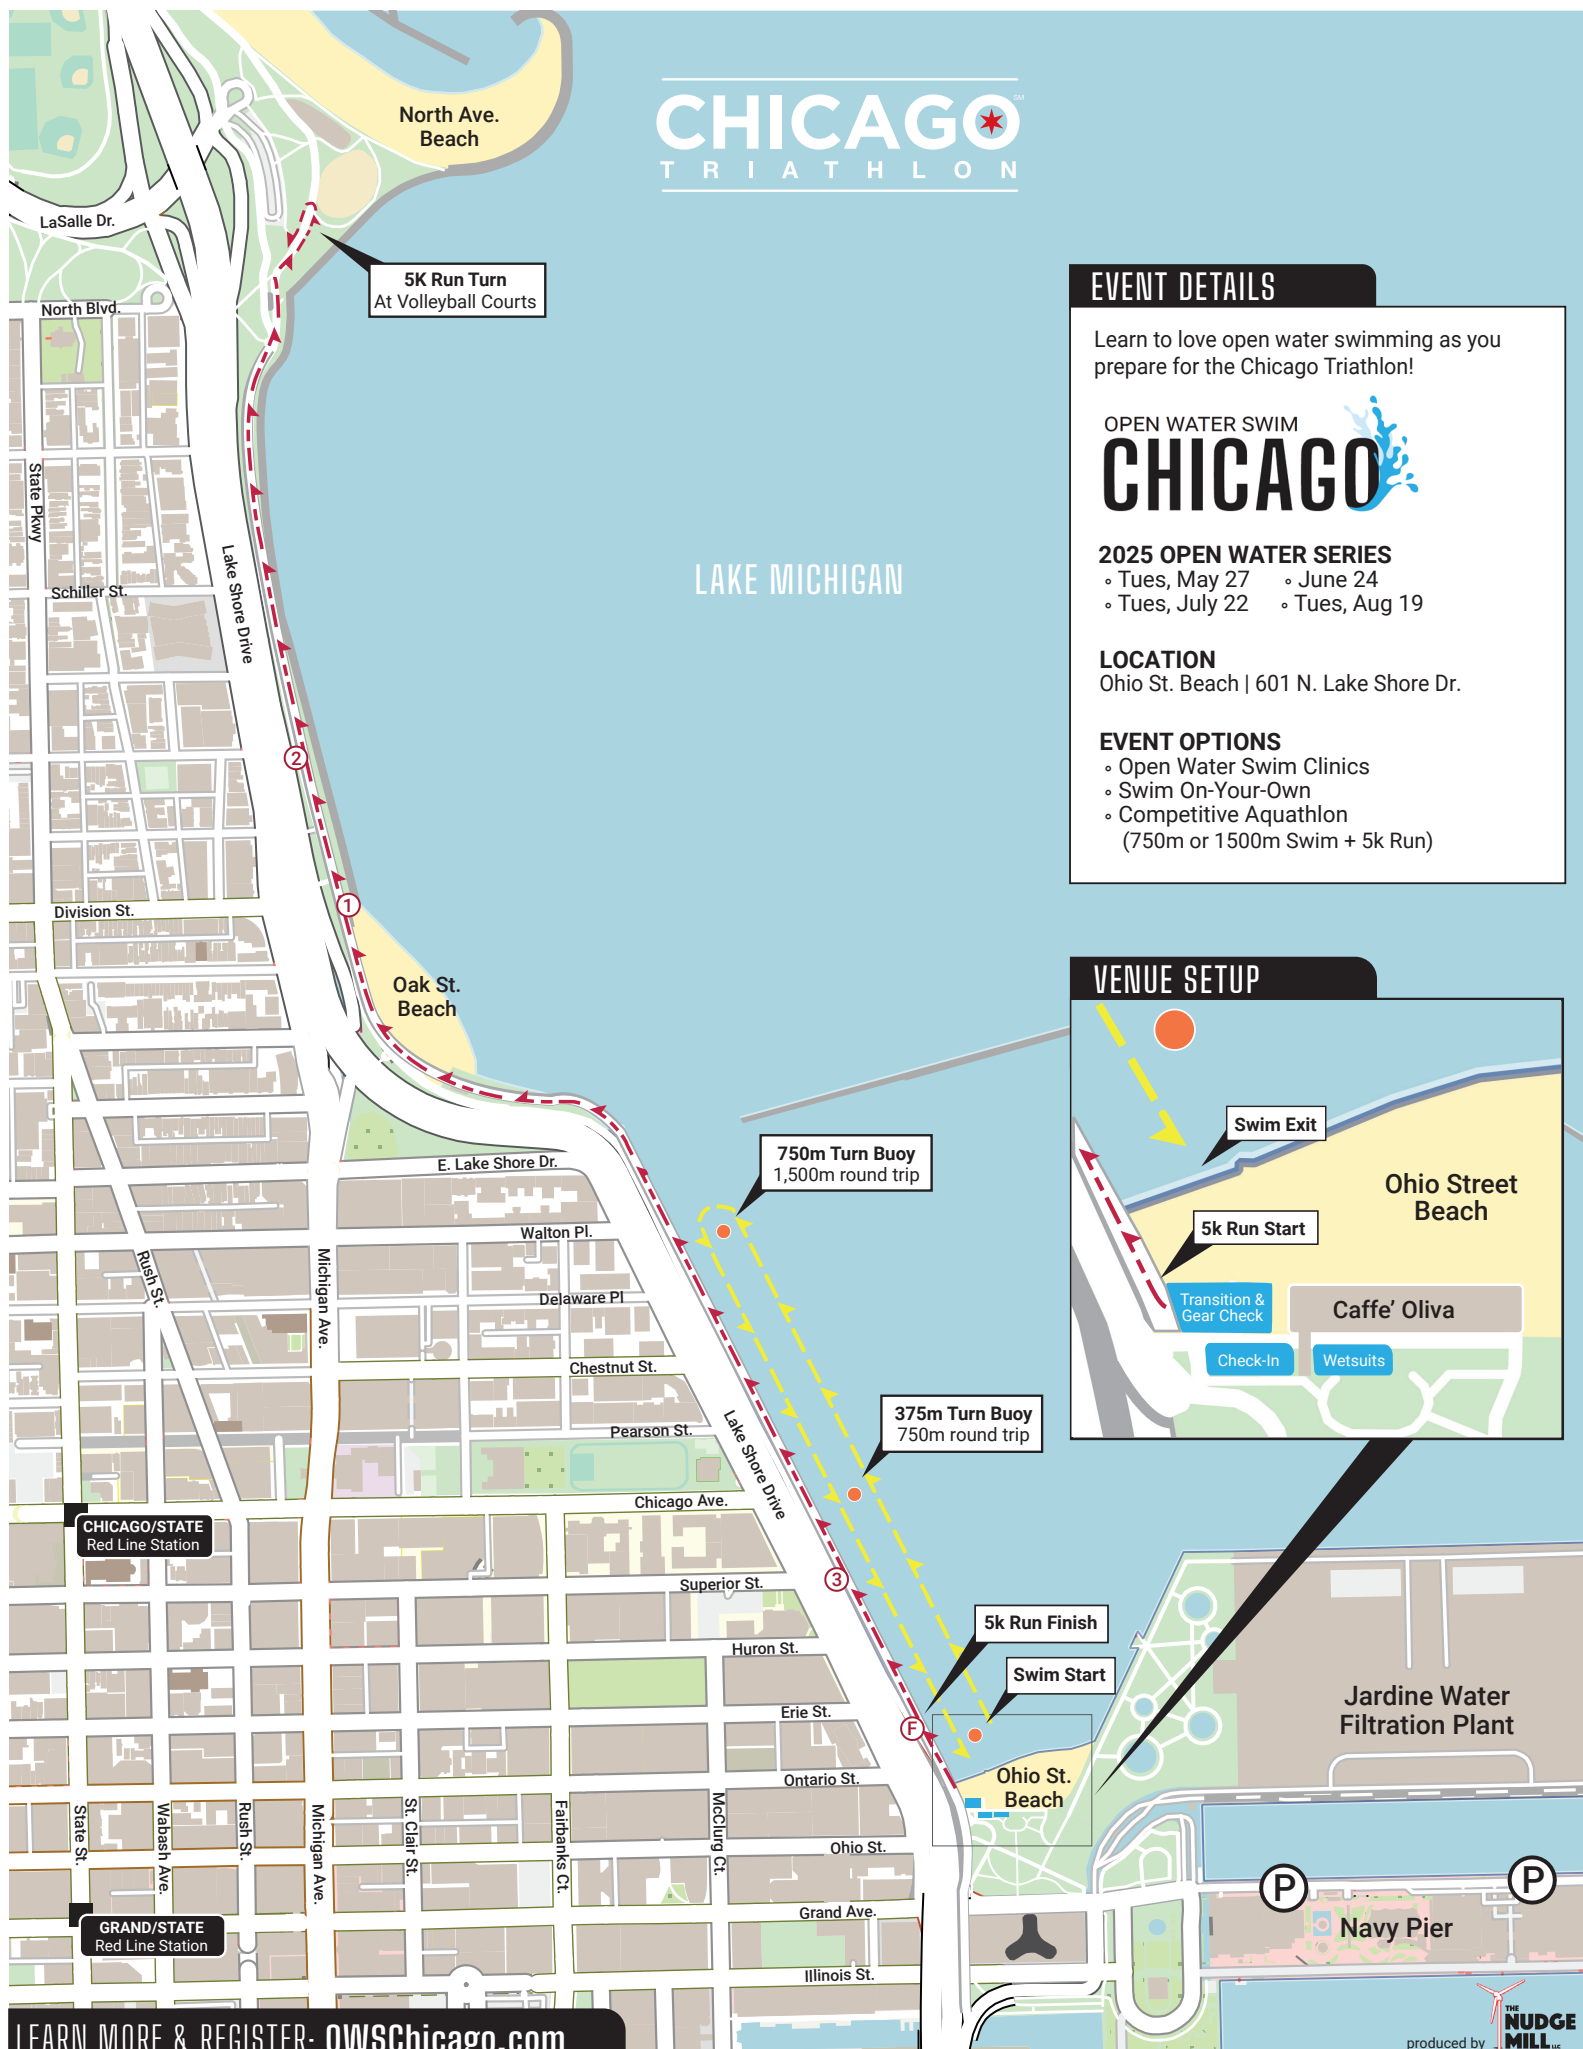 North Ave.
Beach
CHICAGO SM
TRIATHLON
LaSalle Dr.
5K Run Turn
At Volleyball Courts
North Blvd.
EVENT DETAILS
Learn to love open water swimming as you
prepare for the Chicago Triathlon!
OPEN WATER SWIM
CHICAGO
2025 OPEN WATER SERIES
∘ Tues, May 27 ∘ June 24
∘ Tues, July 22 ∘ Tues, Aug 19
LOCATION
Ohio St. Beach | 601 N. Lake Shore Dr.
EVENT OPTIONS
∘ Open Water Swim Clinics
∘ Swim On-Your-Own
∘ Competitive Aquathlon
(750m or 1500m Swim + 5k Run)
State Pkwy
Lake Shore Drive
LAKE MICHIGAN
Schiller St.
2
1
Division St.
Oak St.
Beach
VENUE SETUP
Swim Exit
Ohio Street
Beach
5k Run Start
Transition &
Gear Check
Caffe’ Oliva
Check-In
Wetsuits
750m Turn Buoy
1,500m round trip
E. Lake Shore Dr.
Walton Pl.
Rush St.
Michigan Ave.
Delaware Pl
Chestnut St.
375m Turn Buoy
750m round trip
Pearson St.
Lake Shore Drive
Chicago Ave.
CHICAGO/STATE
Red Line Station
Superior St.
3
5k Run Finish
Huron St.
Swim Start
Jardine Water
Filtration Plant
Erie St.
F
Ontario St.
Ohio St.
Beach
State St.
Wabash Ave.
Rush St.
Michigan Ave.
St. Clair St.
Fairbanks Ct.
McClurg Ct.
Ohio St.
P
P
Grand Ave.
GRAND/STATE
Red Line Station
Navy Pier
Illinois St.
LEARN MORE & REGISTER: OWSChicago.com
produced by
THE
NUDGE
MILL LLC